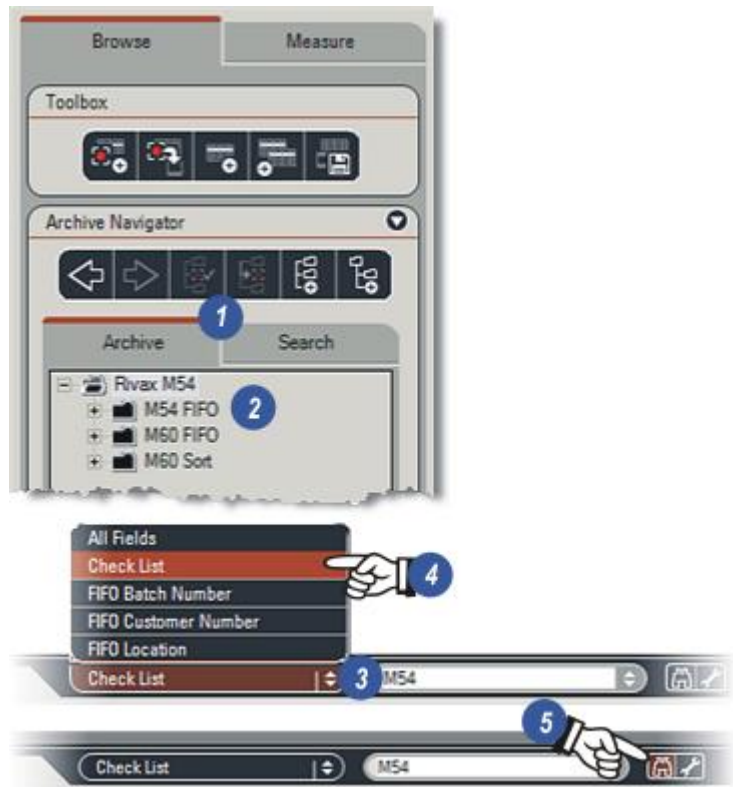 Browse Measure
Toolbox
Archive Navigator
1
Archive Search
Rivax M54
M54 FIFO 2
M60 FIFO
M60 Sort
All Fields
Check List 4
FIFO Batch Number
FIFO Customer Number
FIFO Location
Check List 3 M54
5
Check List M54